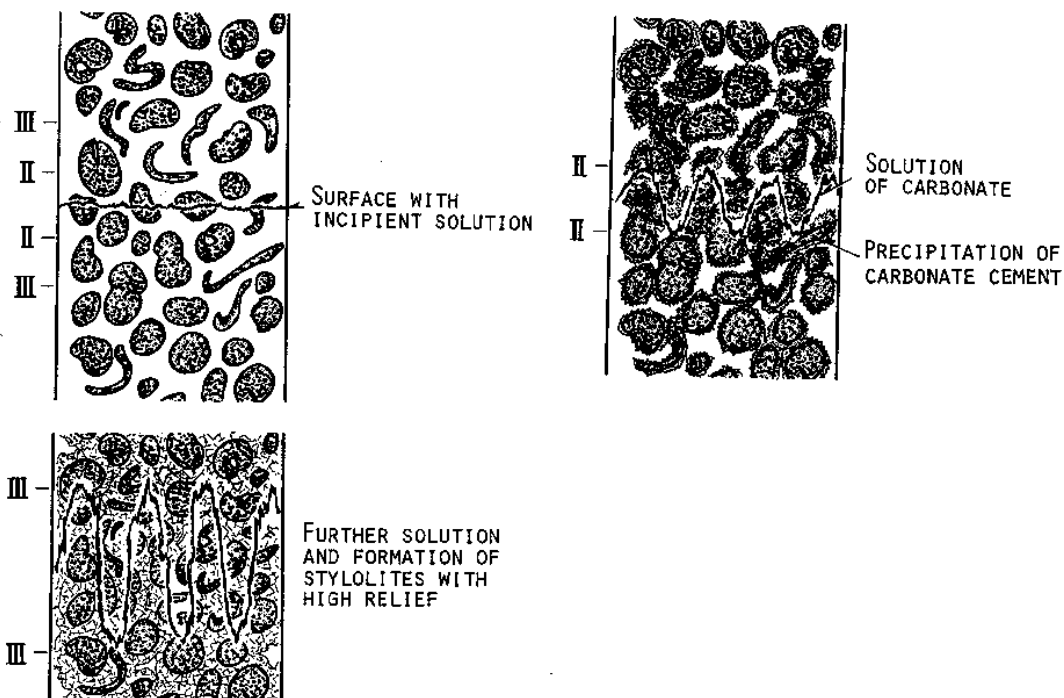 III
II
II
III
SURFACE WITH
INCIPIENT SOLUTION
II
II
SOLUTION
OF CARBONATE
PRECIPITATION OF
CARBONATE CEMENT
III
III
FURTHER SOLUTION
AND FORMATION OF
STYLOLITES WITH
HIGH RELIEF